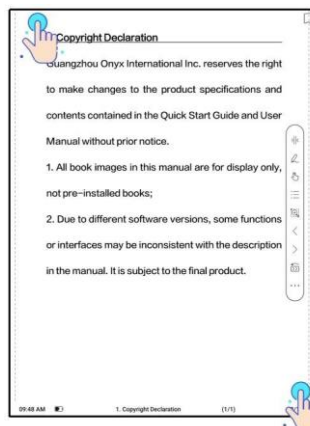 Copyright Declaration
Guangzhou Onyx International Inc. reserves the right
to make changes to the product specifications and
contents contained in the Quick Start Guide and User
Manual without prior notice.
1. All book images in this manual are for display only,
not pre-installed books;
2. Due to different software versions, some functions
or interfaces may be inconsistent with the description
in the manual. It is subject to the final product.
09:48 AM 1. Copyright Declaration (1/1)